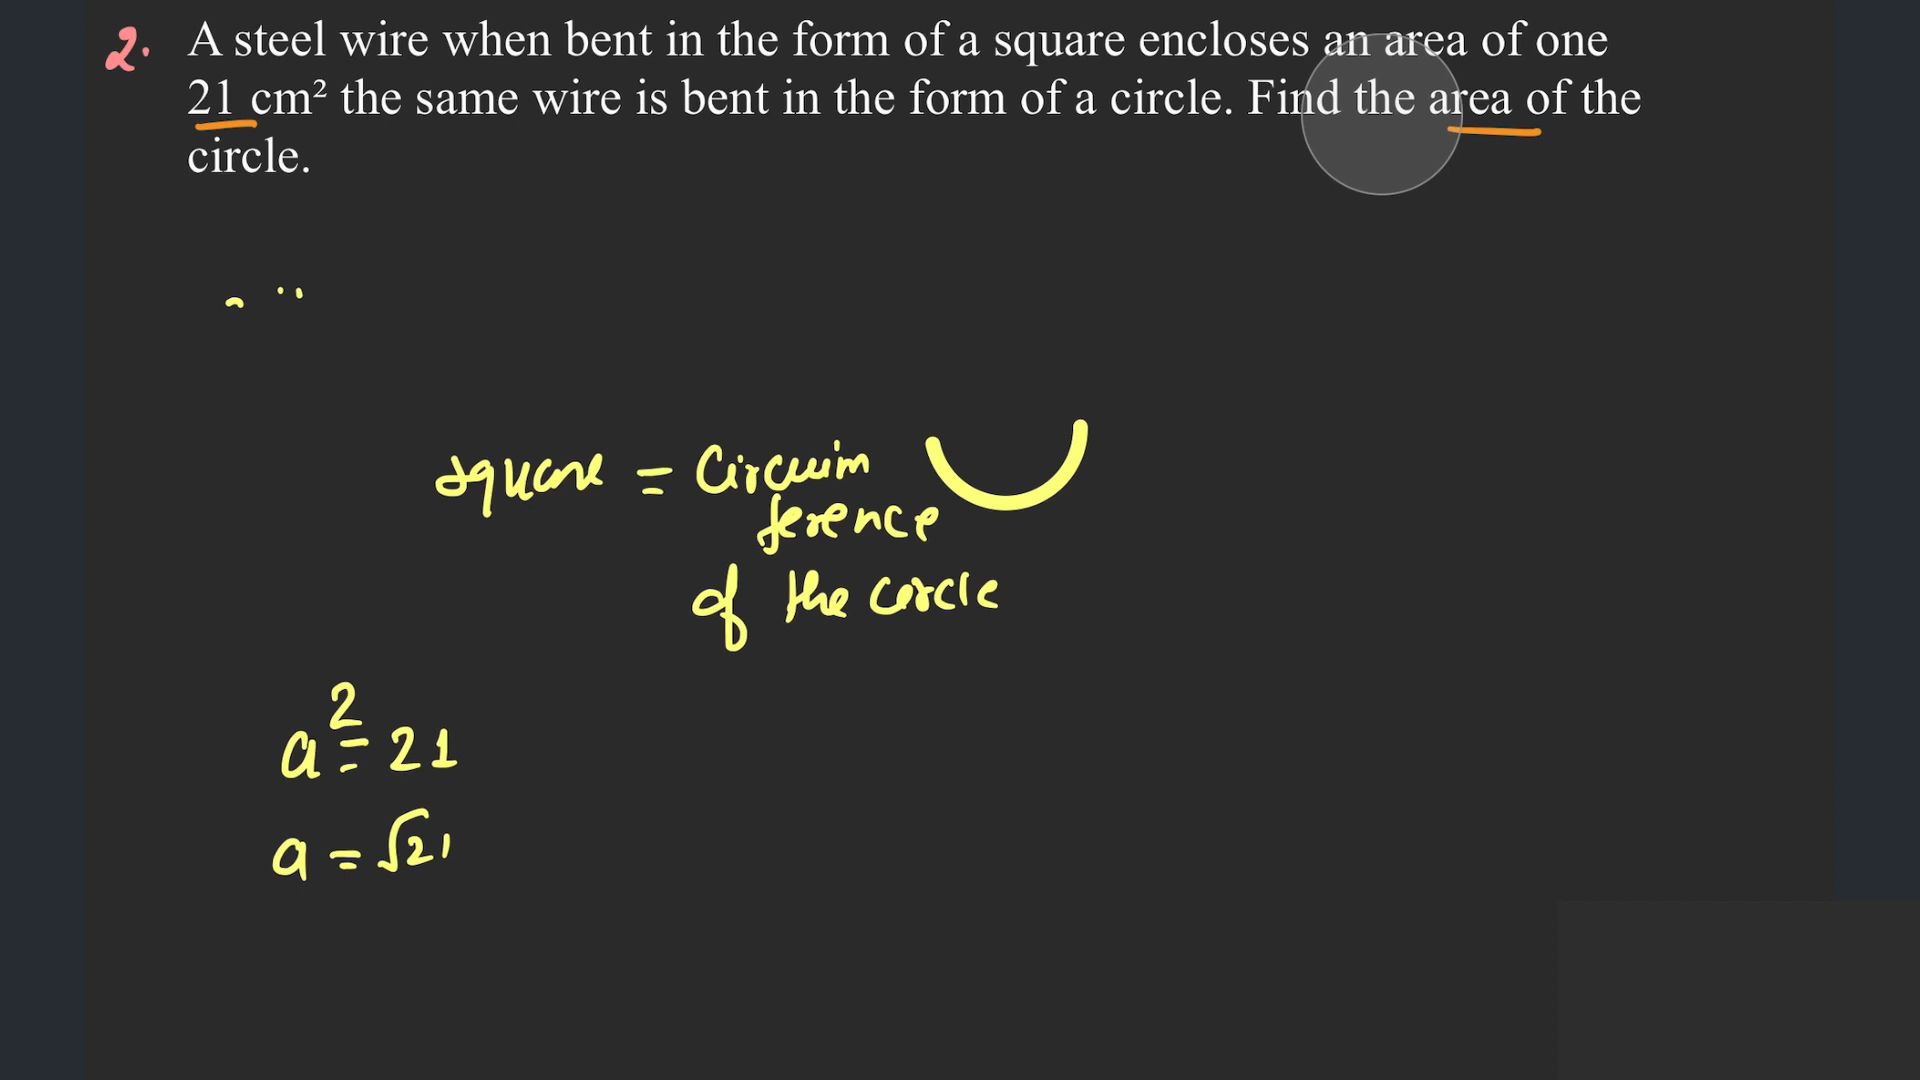 2. A steel wire when bent in the form of a square encloses an area of one
21 cm² the same wire is bent in the form of a circle. Find the area of the
circle.
square = Circuim
ference
of the circle
a² = 21
a = √21